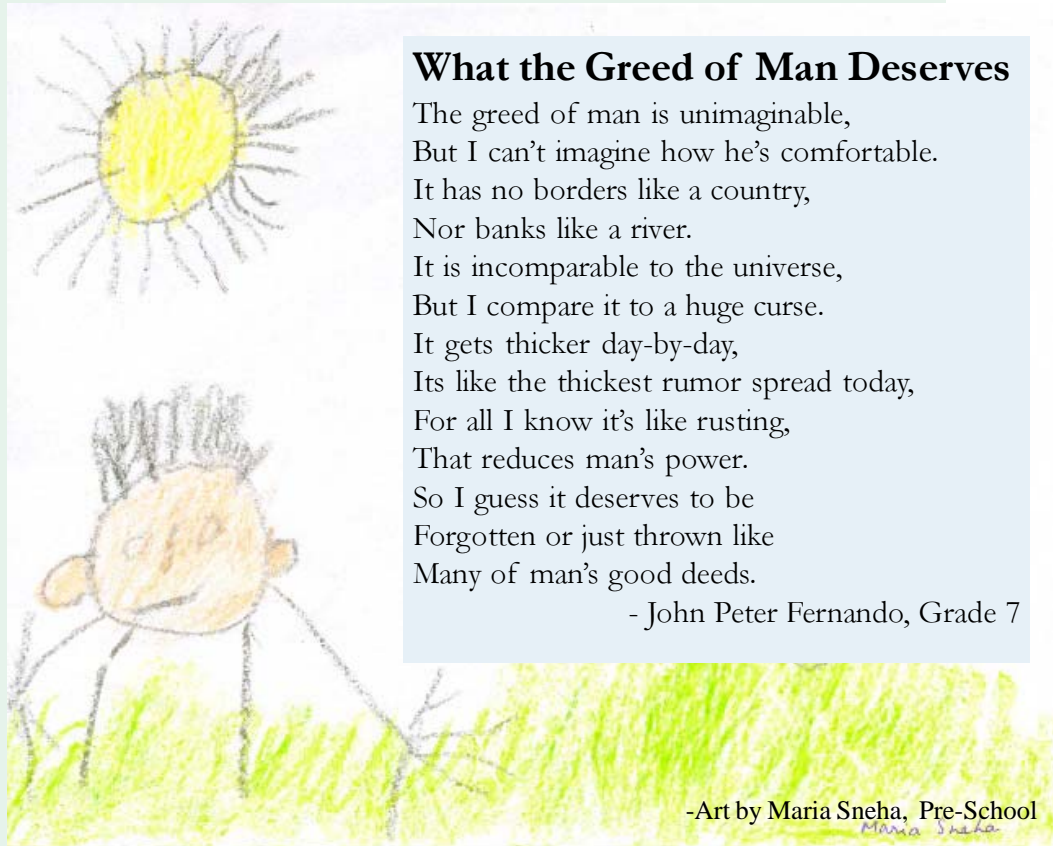 What the Greed of Man Deserves
The greed of man is unimaginable,
But I can’t imagine how he’s comfortable.
It has no borders like a country,
Nor banks like a river.
It is incomparable to the universe,
But I compare it to a huge curse.
It gets thicker day-by-day,
Its like the thickest rumor spread today,
For all I know it’s like rusting,
That reduces man’s power.
So I guess it deserves to be
Forgotten or just thrown like
Many of man’s good deeds.
- John Peter Fernando, Grade 7
-Art by Maria Sneha, Pre-School
Maria Sneha